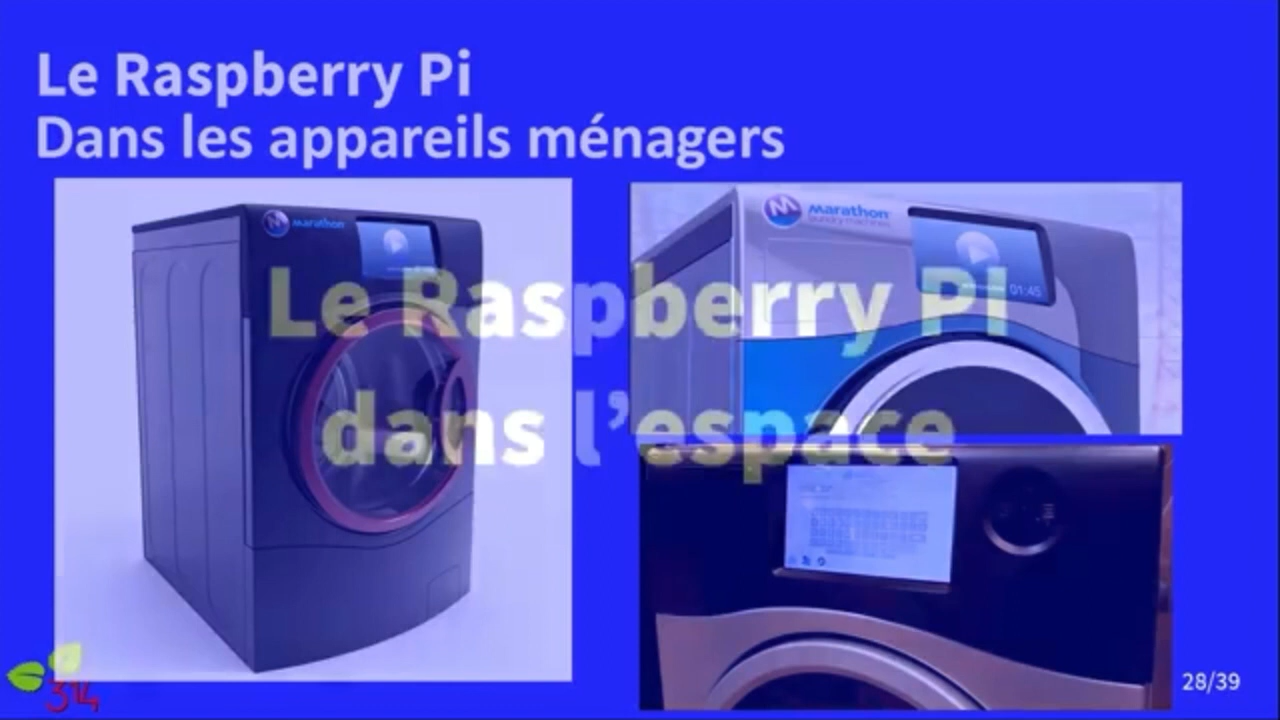 Le Raspberry Pi
Dans les appareils ménagers
marathon
marathon
laundry machines
01:45
Le Raspberry PI
dans l'espace
314
28/39